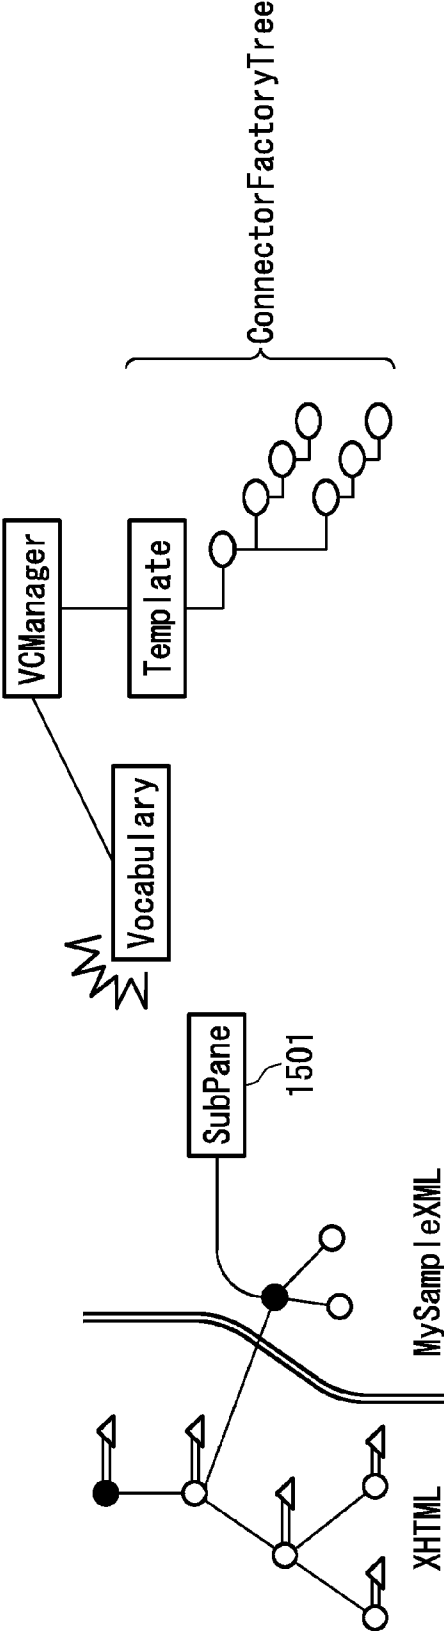 VCManager
Vocabulary
Template
SubPane
1501
ConnectorFactoryTree
XHTML
MySampleXML